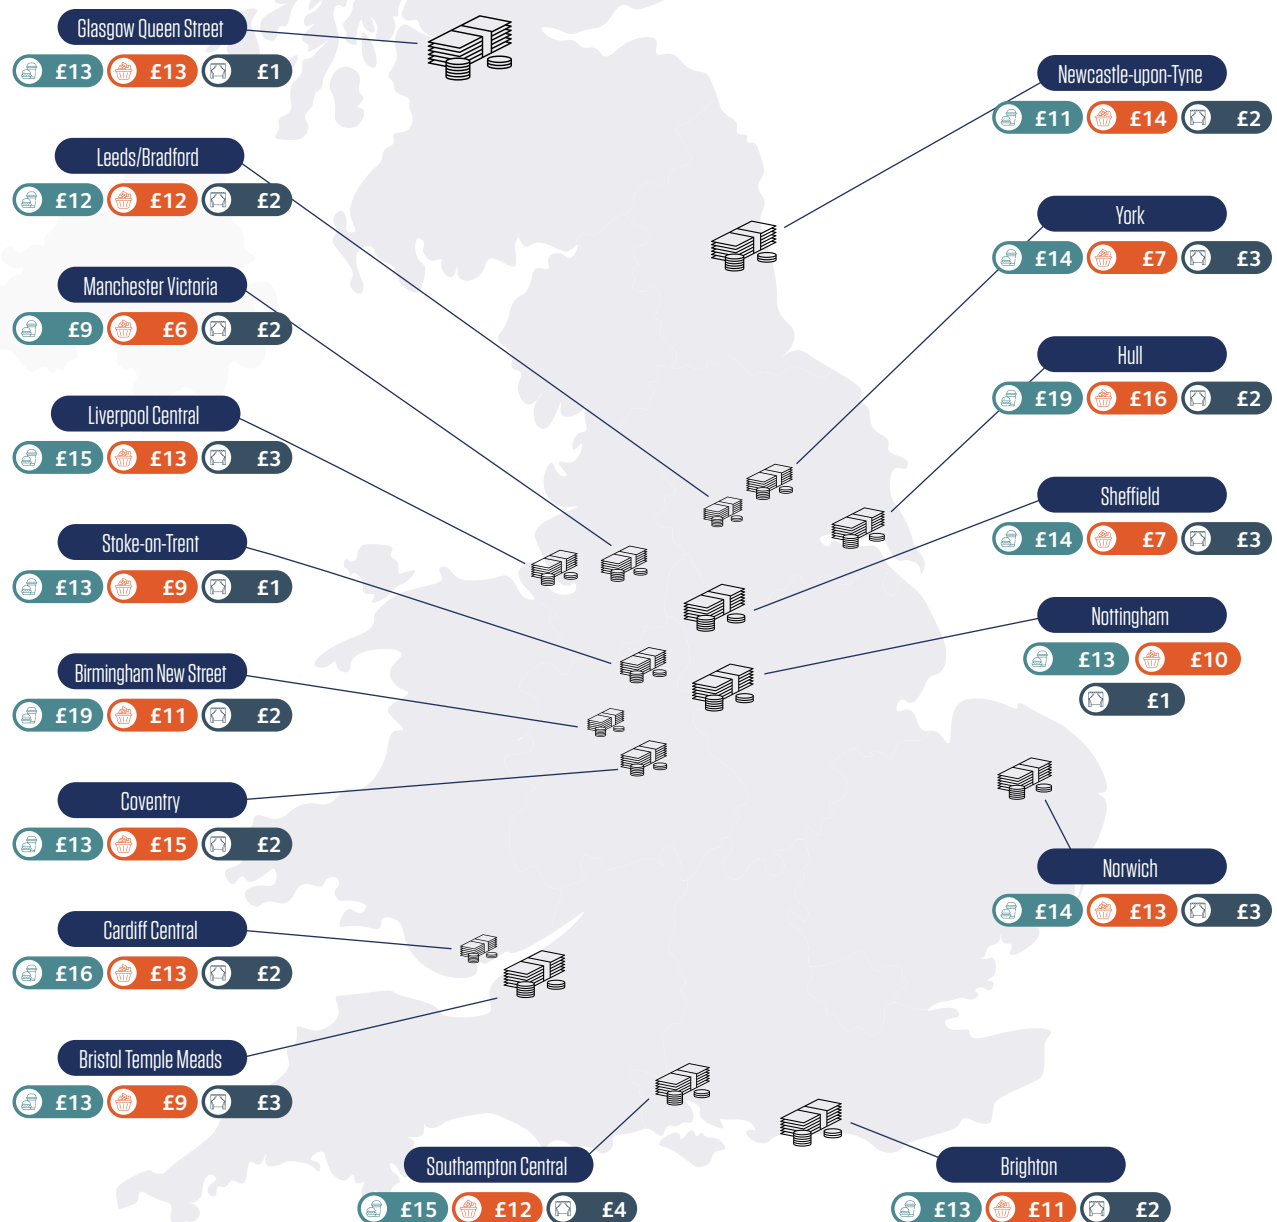 Glasgow Queen Street
£13 £13 £1
Leeds/Bradford
£12 £12 £2
Manchester Victoria
£9 £6 £2
Liverpool Central
£15 £13 £3
Stoke-on-Trent
£13 £9 £1
Birmingham New Street
£19 £11 £2
Coventry
£13 £15 £2
Cardiff Central
£16 £13 £2
Bristol Temple Meads
£13 £9 £3
Southampton Central
£15 £12 £4
Newcastle-upon-Tyne
£11 £14 £2
York
£14 £7 £3
Hull
£19 £16 £2
Sheffield
£14 £7 £3
Nottingham
£13 £10
£1
Norwich
£14 £13 £3
Brighton
£13 £11 £2